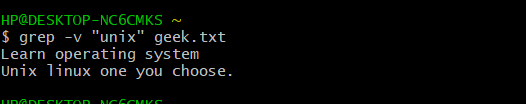 HP@DESKTOP-NC6CMKS ~
$ grep -v "unix" geek.txt
Learn operating system
Unix linux one you choose.
HP@DESKTOP-NC6CMKS